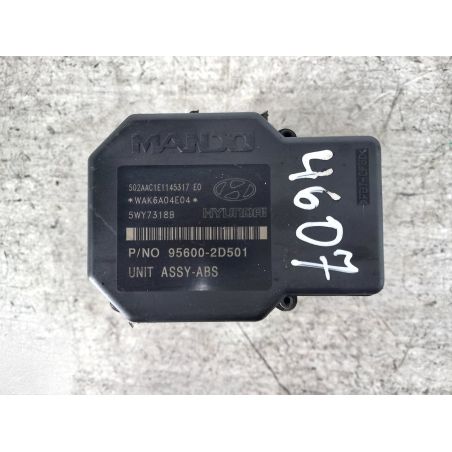 MANDO
S02AAC1E1145317 E0
*WAK6A04E04*
5WY7318B
HYUNDAI
P/NO 95600-2D501
UNIT ASSY-ABS
4607